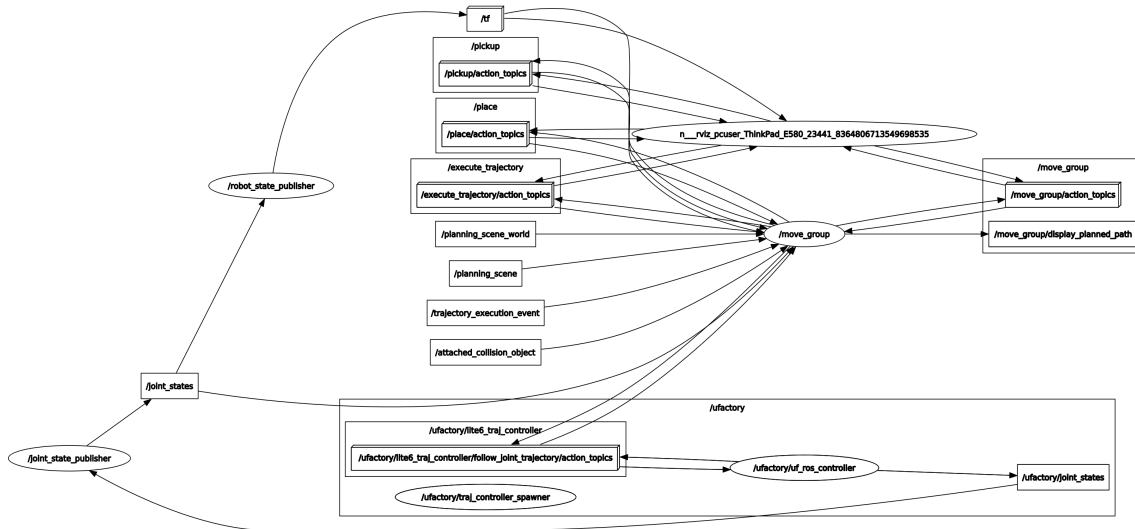 /tf
/pickup
/pickup/action_topics
/place
/place/action_topics
n___rviz_pcuser_ThinkPad_E580_23441_8364806713549698535
/execute_trajectory
/execute_trajectory/action_topics
/move_group
/move_group/action_topics
/robot_state_publisher
/planning_scene_world
/move_group
/move_group/display_planned_path
/planning_scene
/trajectory_execution_event
/attached_collision_object
/joint_states
/ufactory
/ufactory/lite6_traj_controller
/ufactory/lite6_traj_controller/follow_joint_trajectory/action_topics
/joint_state_publisher
/ufactory/uf_ros_controller
/ufactory/joint_states
/ufactory/traj_controller_spawner